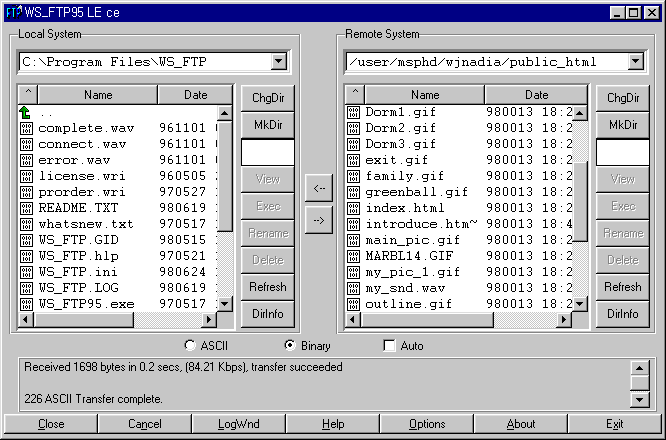 WS_FTP95 LE ce
Local System
C:\Program Files\WS_FTP
^ Name Date
..
complete.wav 961101
connect.wav 961101
error.wav 961101
license.wri 960505
prorder.wri 970527
README.TXT 980619
whatsnew.txt 970517
WS_FTP.GID 980515
WS_FTP.hlp 970521
WS_FTP.ini 980624
WS_FTP.LOG 980619
WS_FTP95.exe 970517
ChgDir
MkDir
View
Exec
Rename
Delete
Refresh
DirInfo
<--
-->
Remote System
/user/msphd/wjnadia/public_html
^ Name Date
Dorm1.gif 980013 18:2
Dorm2.gif 980013 18:2
Dorm3.gif 980013 18:2
exit.gif 980013 18:2
family.gif 980013 18:2
greenball.gif 980013 18:2
index.html 980013 18:2
introduce.htm~ 980013 18:4
main_pic.gif 980013 18:2
MARBL14.GIF 980013 18:2
my_pic_1.gif 980013 18:2
my_snd.wav 980013 18:2
outline.gif 980013 18:2
ChgDir
MkDir
View
Exec
Rename
Delete
Refresh
DirInfo
ASCII Binary Auto
Received 1698 bytes in 0.2 secs, (84.21 Kbps), transfer succeeded
226 ASCII Transfer complete.
Close Cancel LogWnd Help Options About Exit